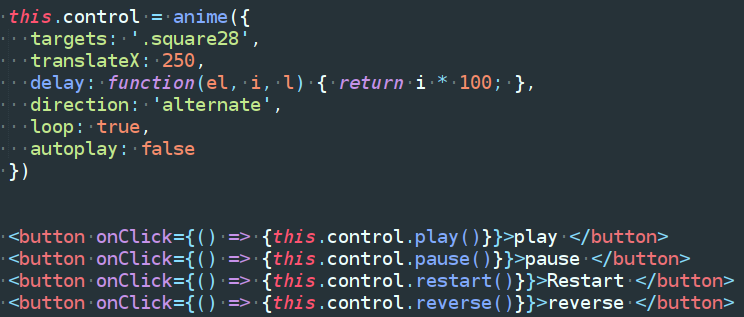 this.control = anime({
targets: '.square28',
translateX: 250,
delay: function(el, i, l) { return i * 100; },
direction: 'alternate',
loop: true,
autoplay: false
})
<button onClick={() => {this.control.play()}}>play </button>
<button onClick={() => {this.control.pause()}}>pause </button>
<button onClick={() => {this.control.restart()}}>Restart </button>
<button onClick={() => {this.control.reverse()}}>reverse </button>